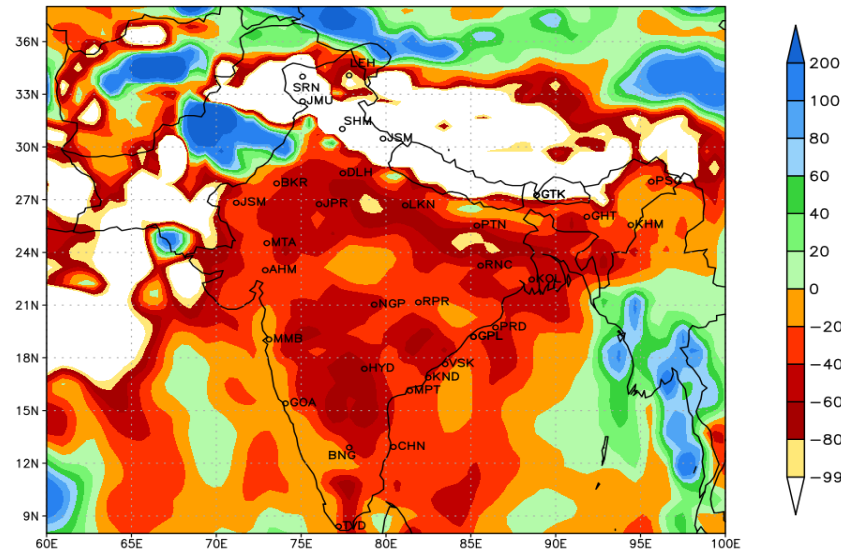 36N
33N
30N
27N
24N
21N
18N
15N
12N
9N
60E
65E
70E
75E
80E
85E
90E
95E
100E
LEH
SRN
JMU
SHM
JSM
DLH
BKR
GTK
PSG
JSM
JPR
LKN
GHT
KHM
PTN
MTA
AHM
RNC
KOL
NGP
RPR
PRD
MMB
GPL
VSK
HYD
KND
MPT
GOA
BNG
CHN
TVD
200
100
80
60
40
20
0
−20
−40
−60
−80
−99